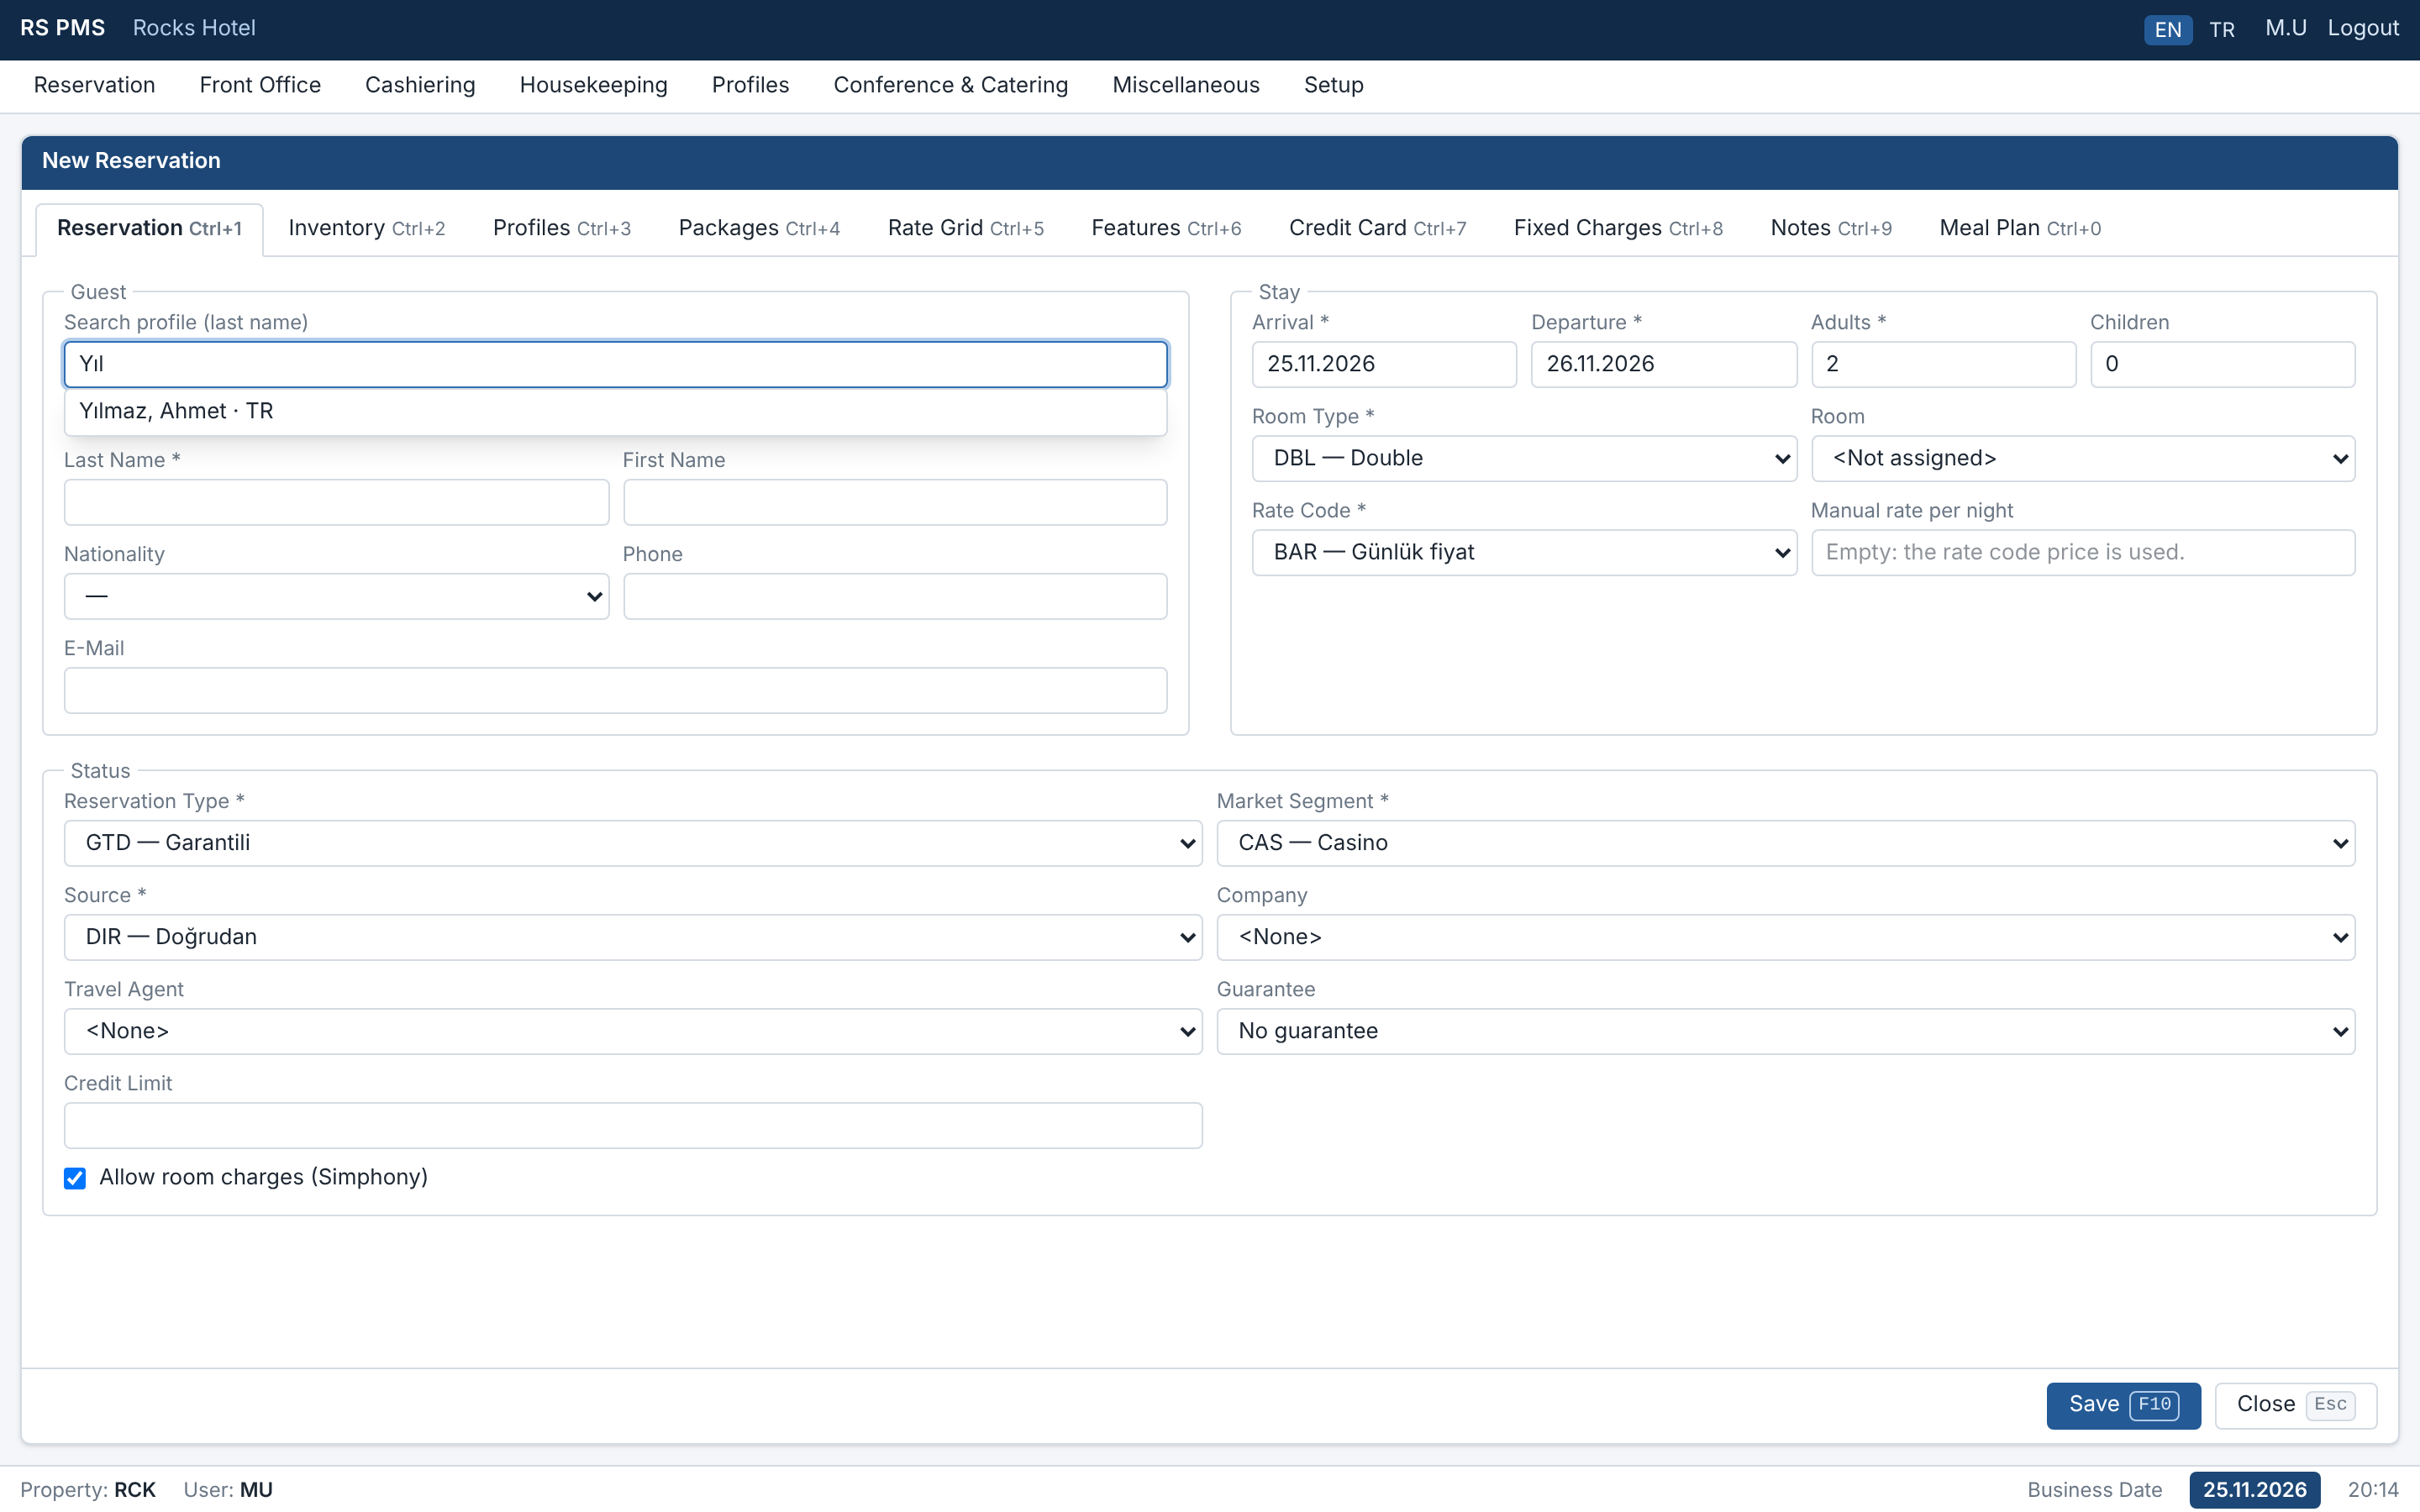 RS PMS Rocks Hotel EN TR M.U Logout
Reservation Front Office Cashiering Housekeeping Profiles Conference & Catering Miscellaneous Setup
New Reservation
Reservation Ctrl+1 Inventory Ctrl+2 Profiles Ctrl+3 Packages Ctrl+4 Rate Grid Ctrl+5 Features Ctrl+6 Credit Card Ctrl+7 Fixed Charges Ctrl+8 Notes Ctrl+9 Meal Plan Ctrl+0
Guest
Search profile (last name)
Yıl
Yılmaz, Ahmet · TR
Last Name * First Name
Nationality Phone
—
E-Mail
Stay
Arrival * Departure * Adults * Children
25.11.2026 26.11.2026 2 0
Room Type * Room
DBL — Double <Not assigned>
Rate Code * Manual rate per night
BAR — Günlük fiyat Empty: the rate code price is used.
Status
Reservation Type * Market Segment *
GTD — Garantili CAS — Casino
Source * Company
DIR — Doğrudan <None>
Travel Agent Guarantee
<None> No guarantee
Credit Limit
Allow room charges (Simphony)
Save F10 Close Esc
Property: RCK User: MU Business Date 25.11.2026 20:14